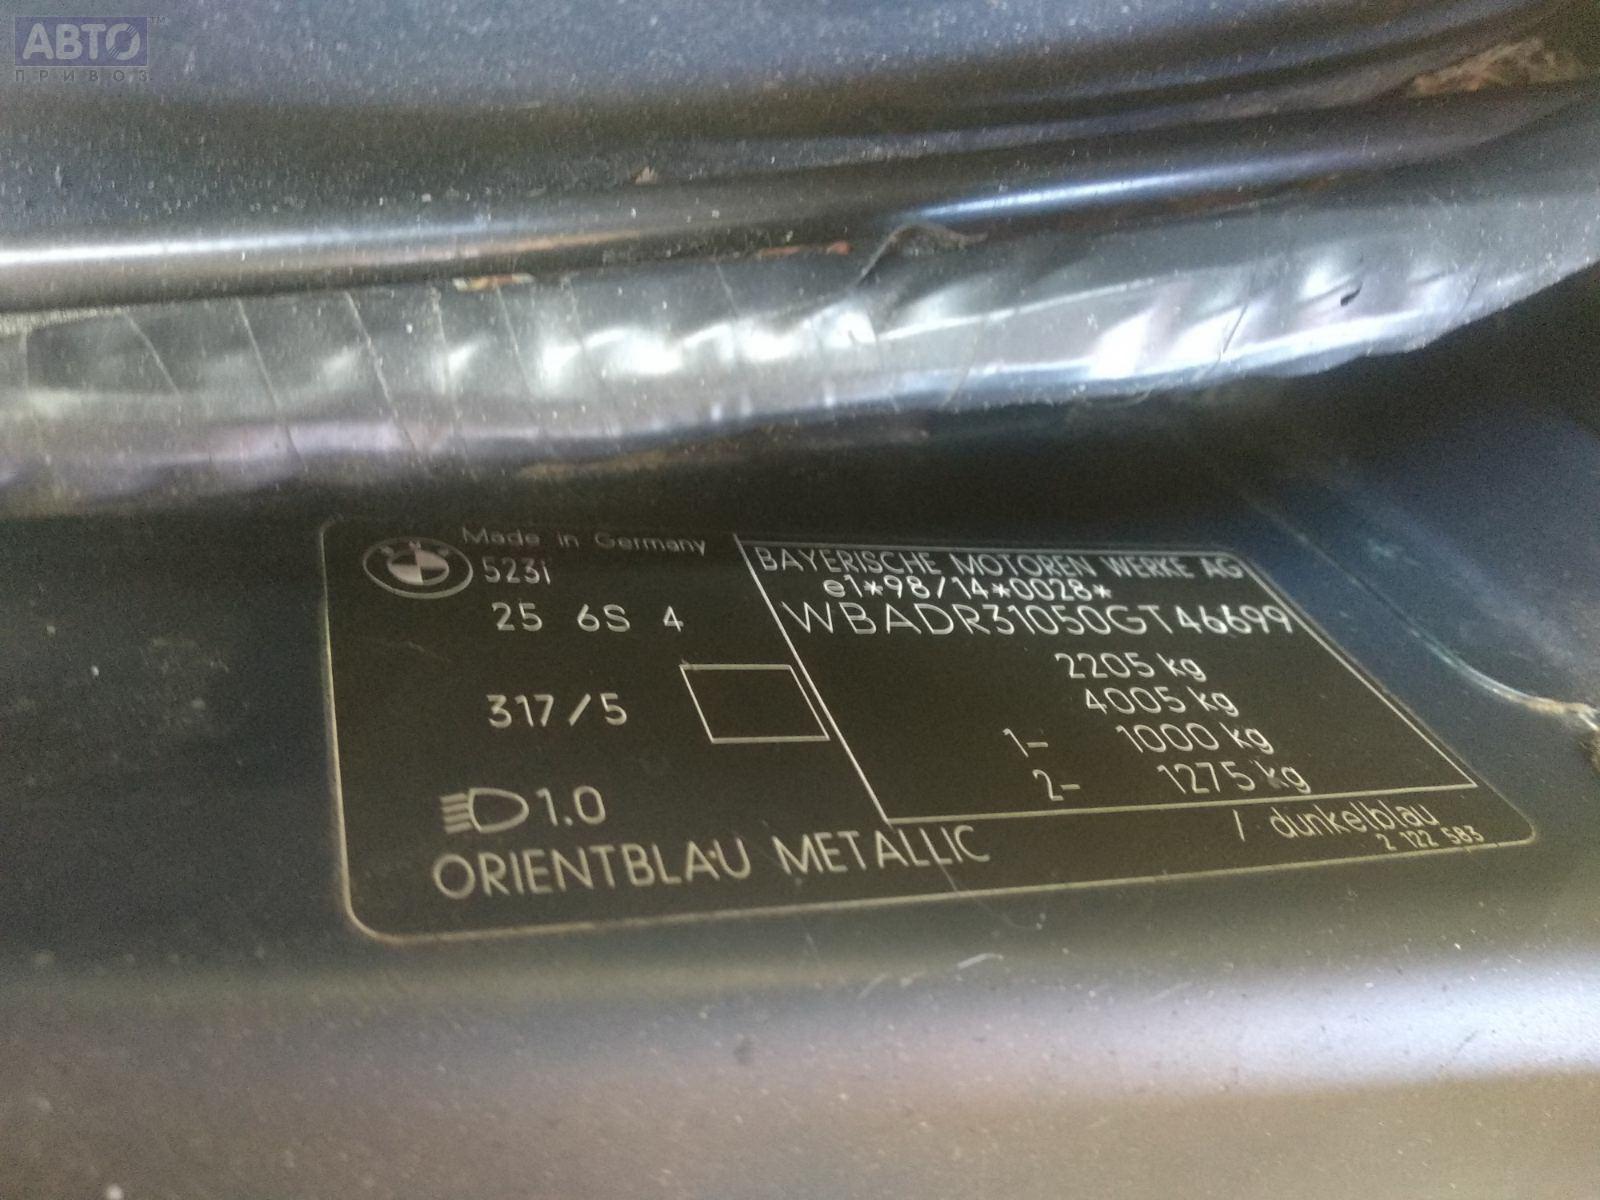 АВТО
ПРИВОЗ
BMW
Made in Germany
523i
25 6S 4
317/5
1.0
ORIENTBLAU METALLIC
BAYERISCHE MOTOREN WERKE AG
e1*98/14*0028*
WBADR31050GT46699
2205 kg
4005 kg
1- 1000 kg
2- 1275 kg
/ dunkelblau
2 122 583